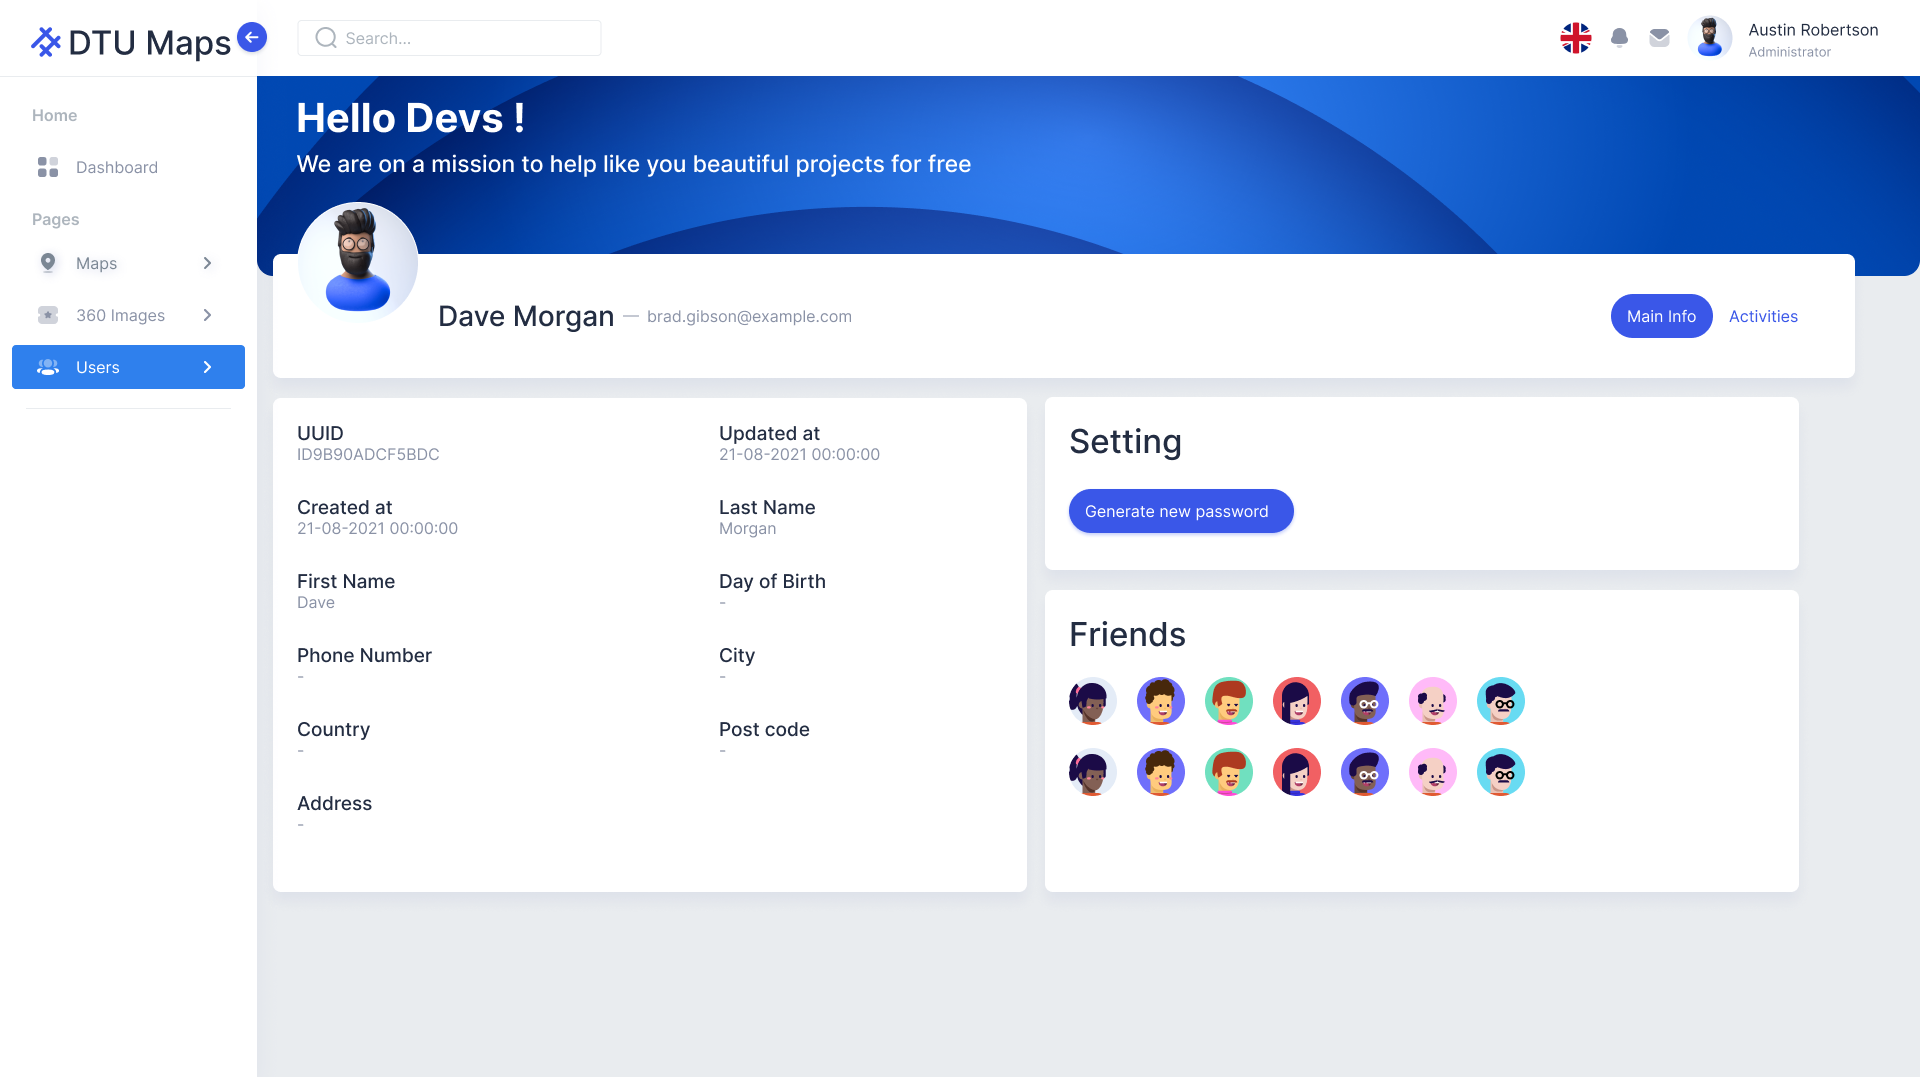 DTU Maps
Search...
Austin Robertson
Administrator
Home
Dashboard
Pages
Maps
360 Images
Users
Hello Devs !
We are on a mission to help like you beautiful projects for free
Dave Morgan — brad.gibson@example.com
Main Info
Activities
UUID
ID9B90ADCF5BDC
Updated at
21-08-2021 00:00:00
Created at
21-08-2021 00:00:00
Last Name
Morgan
First Name
Dave
Day of Birth
-
Phone Number
-
City
-
Country
-
Post code
-
Address
-
Setting
Generate new password
Friends